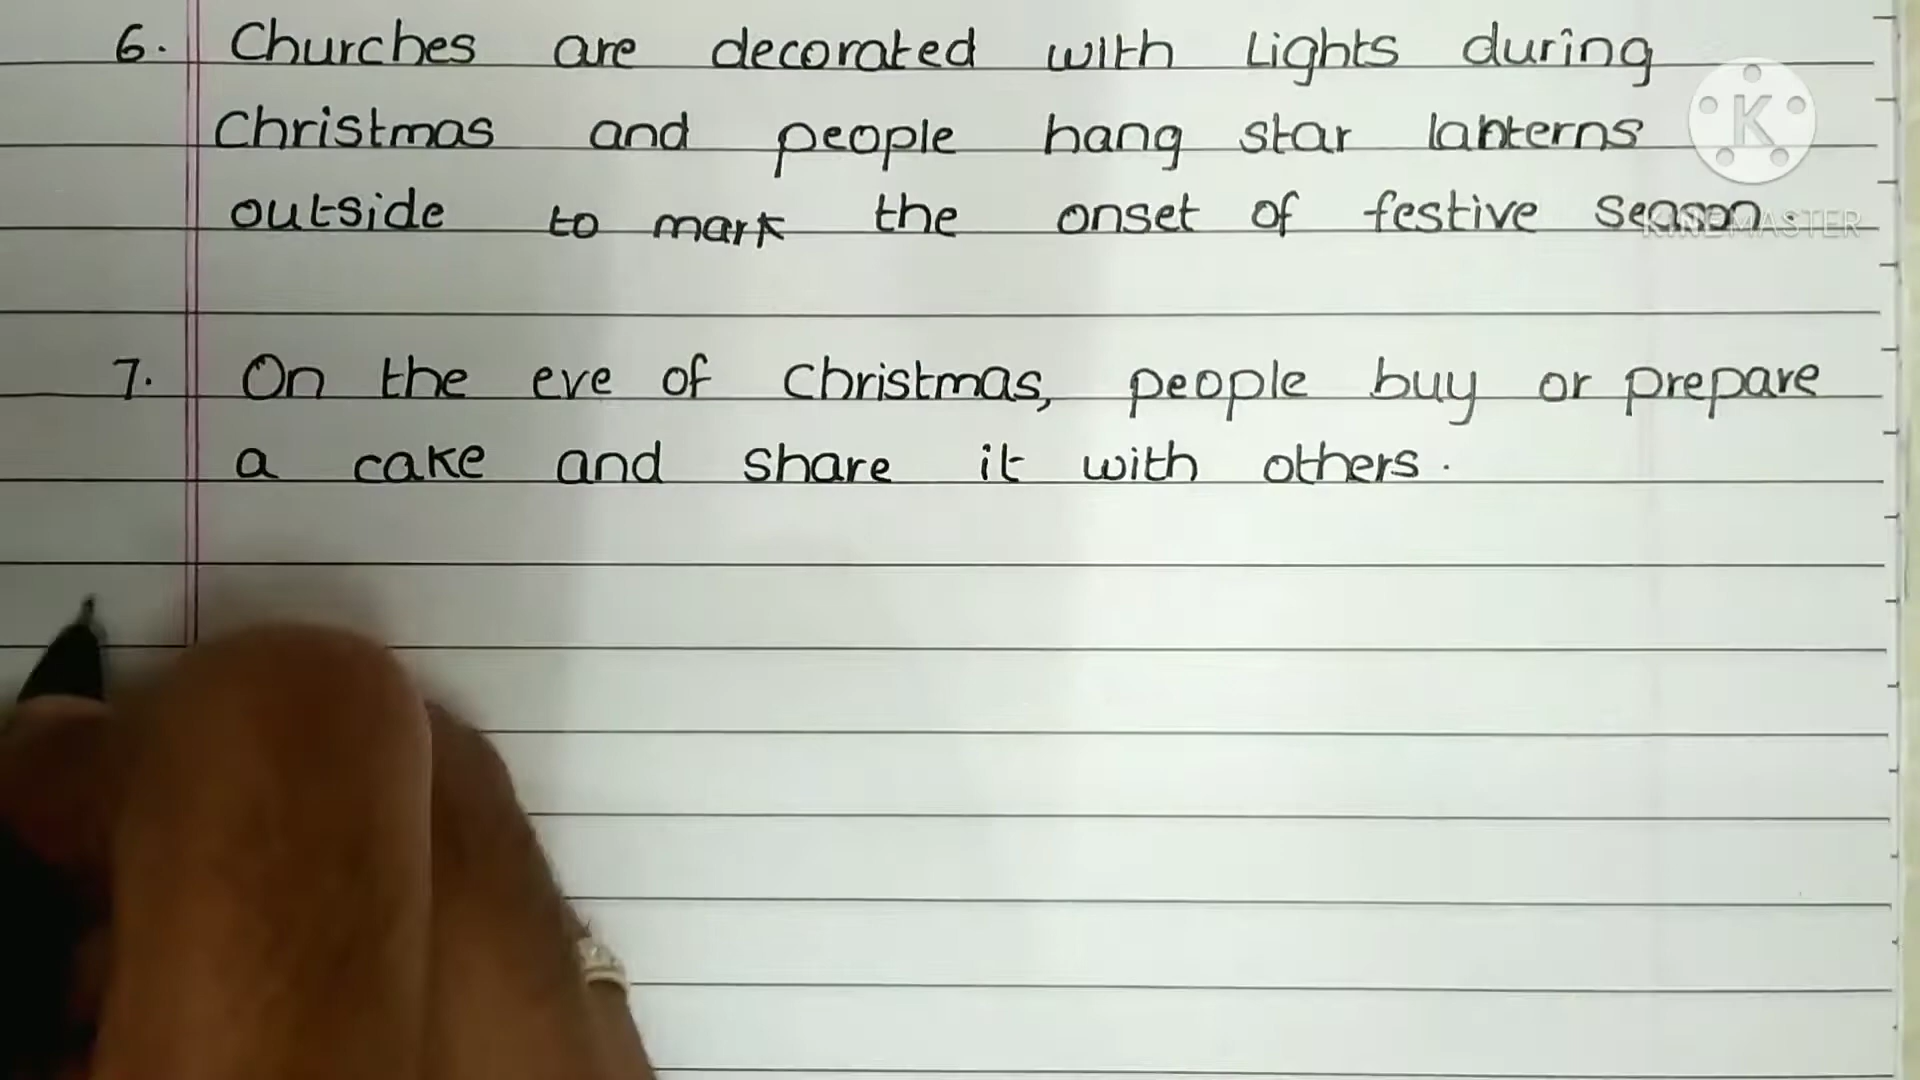 6. Churches are decorated with Lights during
Christmas and people hang star lanterns
outside to mark the onset of festive season.
7. On the eve of Christmas, people buy or prepare
a cake and share it with others.
K
KINEMASTER